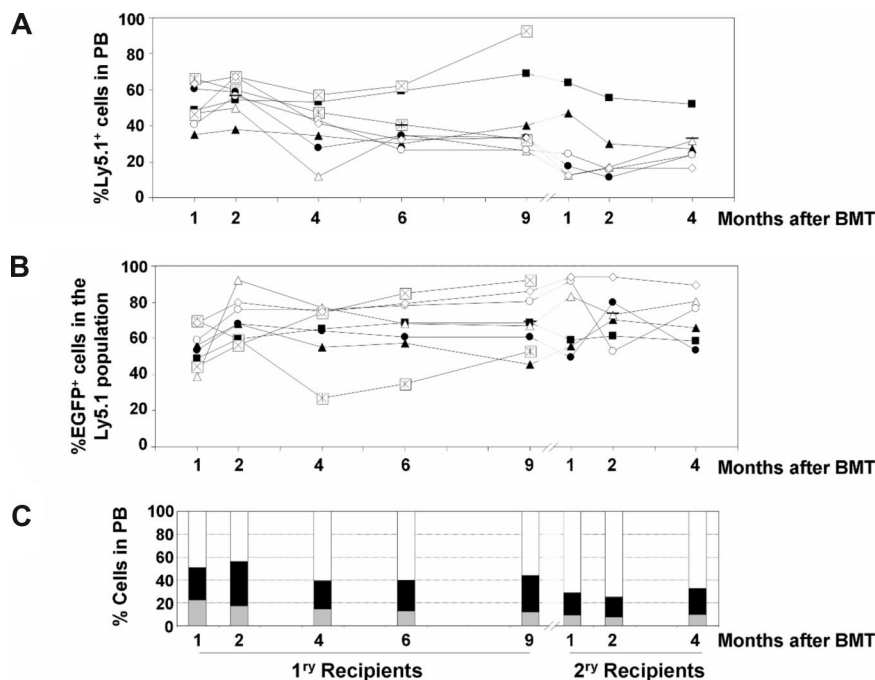 A
%Ly5.1+ cells in PB
100
80
60
40
20
0
1 2 4 6 9 1 2 4 Months after BMT
B
%EGFP+ cells in the
Ly5.1 population
100
80
60
40
20
0
1 2 4 6 9 1 2 4 Months after BMT
C
% Cells in PB
100
80
60
40
20
0
1 2 4 6 9 1 2 4 Months after BMT
1ry Recipients 2ry Recipients